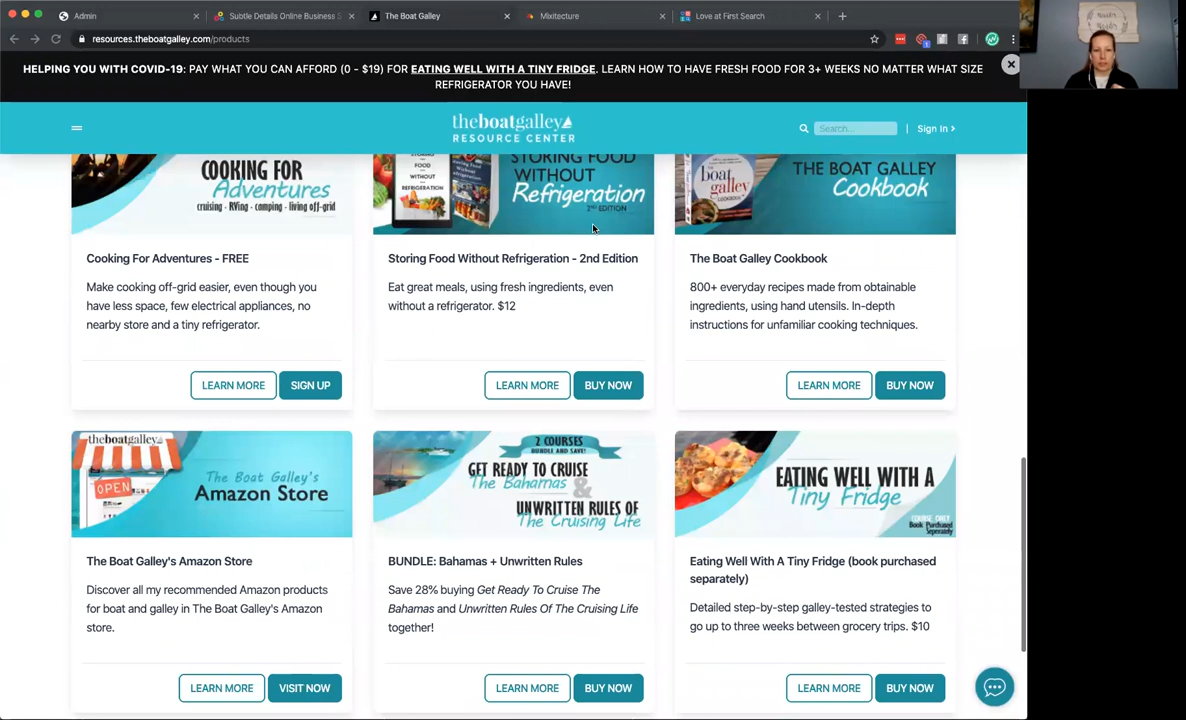 Admin
Subtle Details Online Business S
The Boat Galley
Mixitecture
Love at First Search
resources.theboatgalley.com/products
HELPING YOU WITH COVID-19: PAY WHAT YOU CAN AFFORD (0 - $19) FOR EATING WELL WITH A TINY FRIDGE. LEARN HOW TO HAVE FRESH FOOD FOR 3+ WEEKS NO MATTER WHAT SIZE
REFRIGERATOR YOU HAVE!
theboatgalley
RESOURCE CENTER
Search...
Sign In >
COOKING FOR
Adventures
cruising - RVing - camping - living off-grid
STORING FOOD
WITHOUT
Refrigeration
2ND EDITION
FOOD
WITHOUT
REFRIGERATION
THE BOAT GALLEY
Cookbook
the
boat
galley
Cooking For Adventures - FREE
Make cooking off-grid easier, even though you
have less space, few electrical appliances, no
nearby store and a tiny refrigerator.
LEARN MORE
SIGN UP
Storing Food Without Refrigeration - 2nd Edition
Eat great meals, using fresh ingredients, even
without a refrigerator. $12
LEARN MORE
BUY NOW
The Boat Galley Cookbook
800+ everyday recipes made from obtainable
ingredients, using hand utensils. In-depth
instructions for unfamiliar cooking techniques.
LEARN MORE
BUY NOW
theboatgalley
OPEN
The Boat Galley's
Amazon Store
2 COURSES
BUNDLE AND SAVE!
GET READY TO CRUISE
The Bahamas
&
UNWRITTEN RULES OF
The Cruising Life
EATING WELL WITH A
Tiny Fridge
COURSE ONLY
Book Purchased
Seperately
The Boat Galley's Amazon Store
Discover all my recommended Amazon products
for boat and galley in The Boat Galley's Amazon
store.
LEARN MORE
VISIT NOW
BUNDLE: Bahamas + Unwritten Rules
Save 28% buying Get Ready To Cruise The
Bahamas and Unwritten Rules Of The Cruising Life
together!
LEARN MORE
BUY NOW
Eating Well With A Tiny Fridge (book purchased
separately)
Detailed step-by-step galley-tested strategies to
go up to three weeks between grocery trips. $10
LEARN MORE
BUY NOW